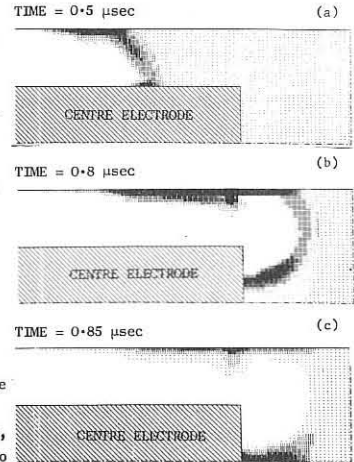 TIME = 0·5 μsec (a)
CENTRE ELECTRODE
(b)
TIME = 0·8 μsec
CENTRE ELECTRODE
TIME = 0·85 μsec (c)
e
CENTRE ELECTRODE
,
o